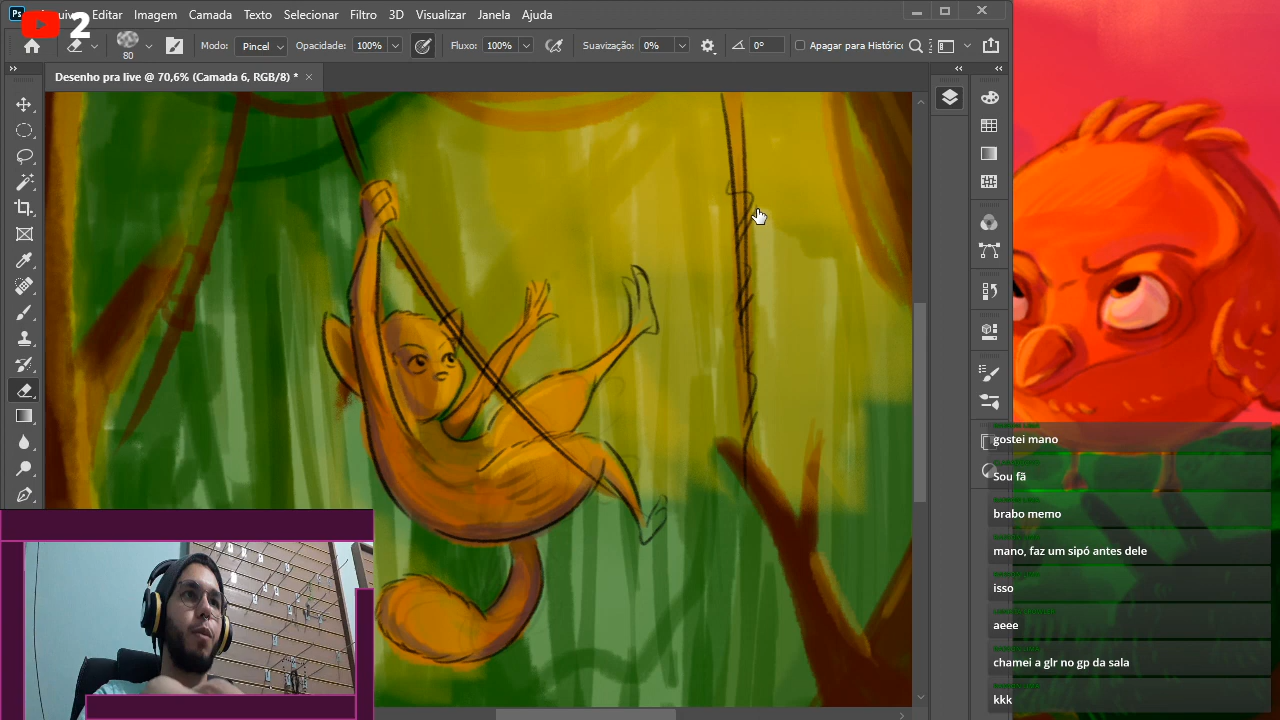 Ps
Editar Imagem Camada Texto Selecionar Filtro 3D Visualizar Janela Ajuda
2
80
Modo: Pincel Opacidade: 100% Fluxo: 100% Suavização: 0% 0° Apagar para Históric
Desenho pra live @ 70,6% (Camada 6, RGB/8) *
gostei mano
Sou fã
brabo memo
mano, faz um sipó antes dele
isso
aeee
chamei a glr no gp da sala
kkk